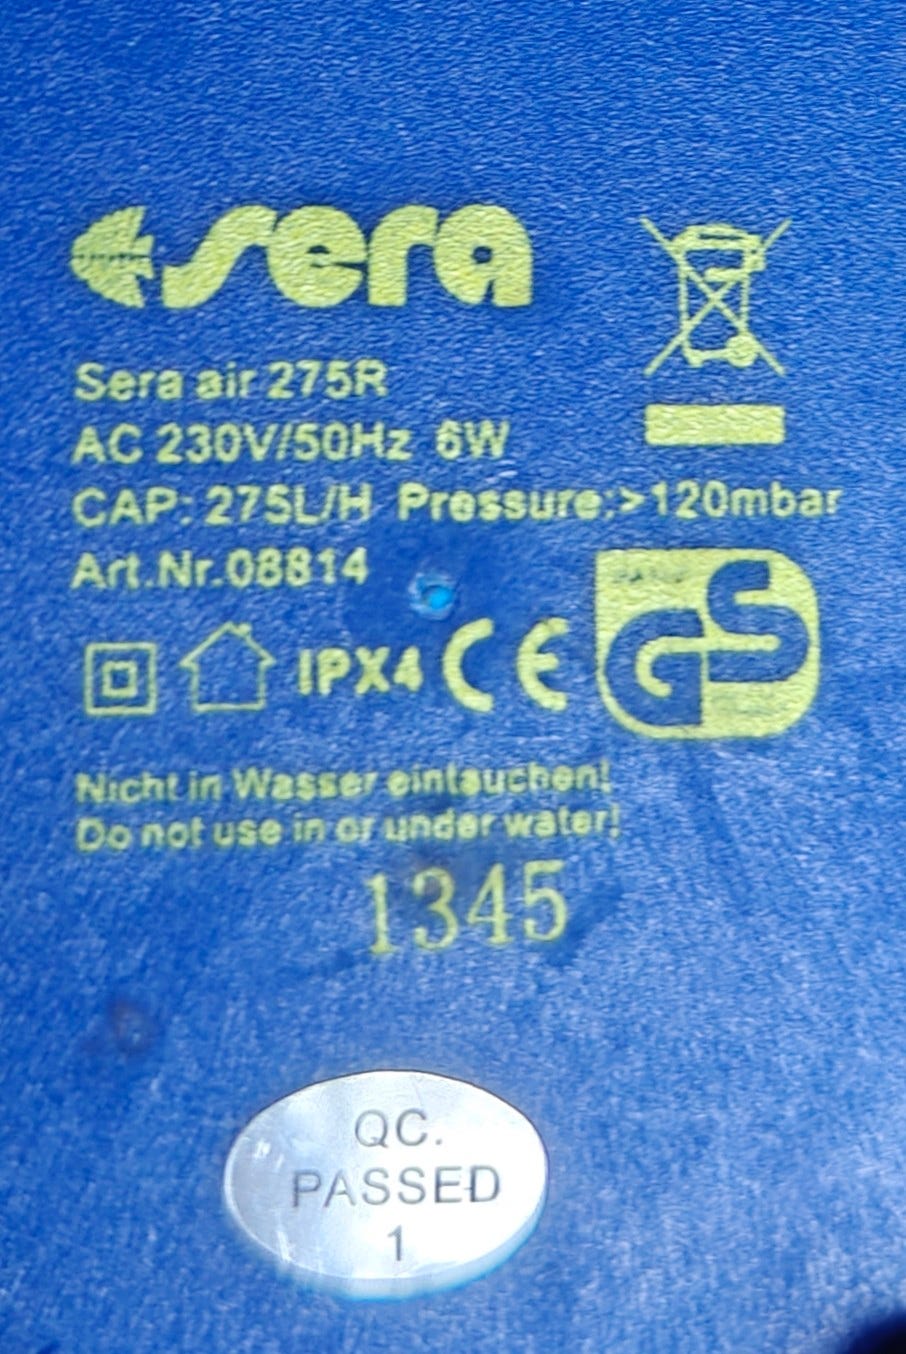 sera
Sera air 275R
AC 230V/50Hz 6W
CAP: 275L/H Pressure:>120mbar
Art.Nr.08814
IPX4 CE GS
Nicht in Wasser eintauchen!
Do not use in or under water!
1345
QC.
PASSED
1